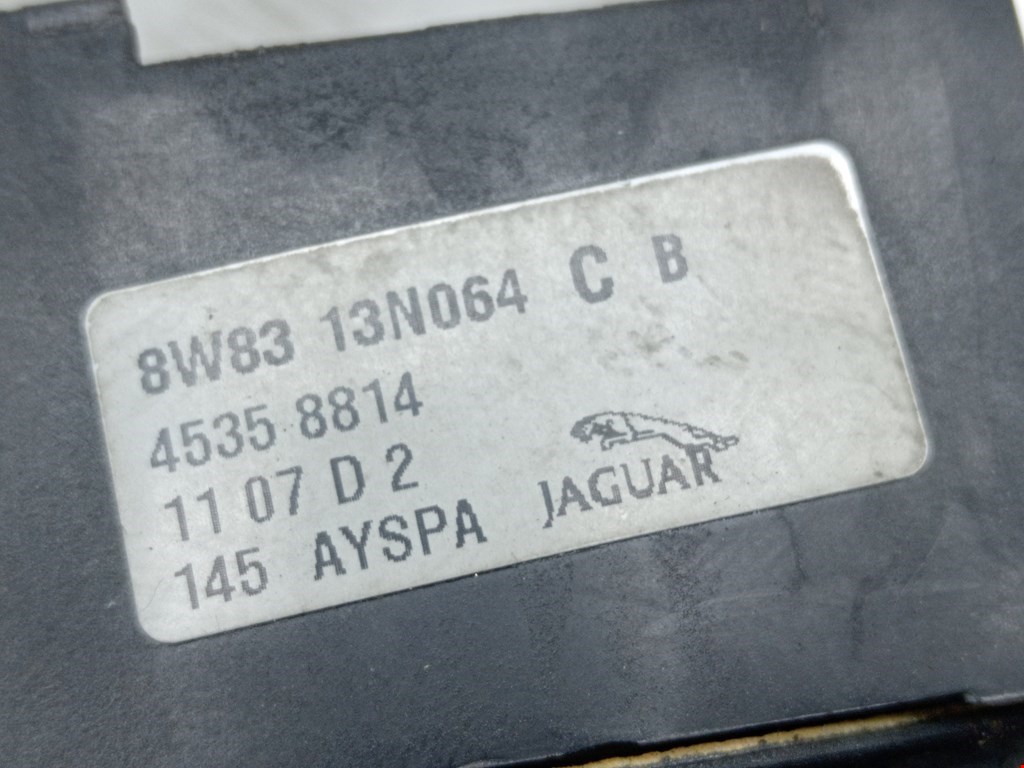 8W83 13N064 C B
4535 8814
11 07 D 2
145 AYSPA JAGUAR